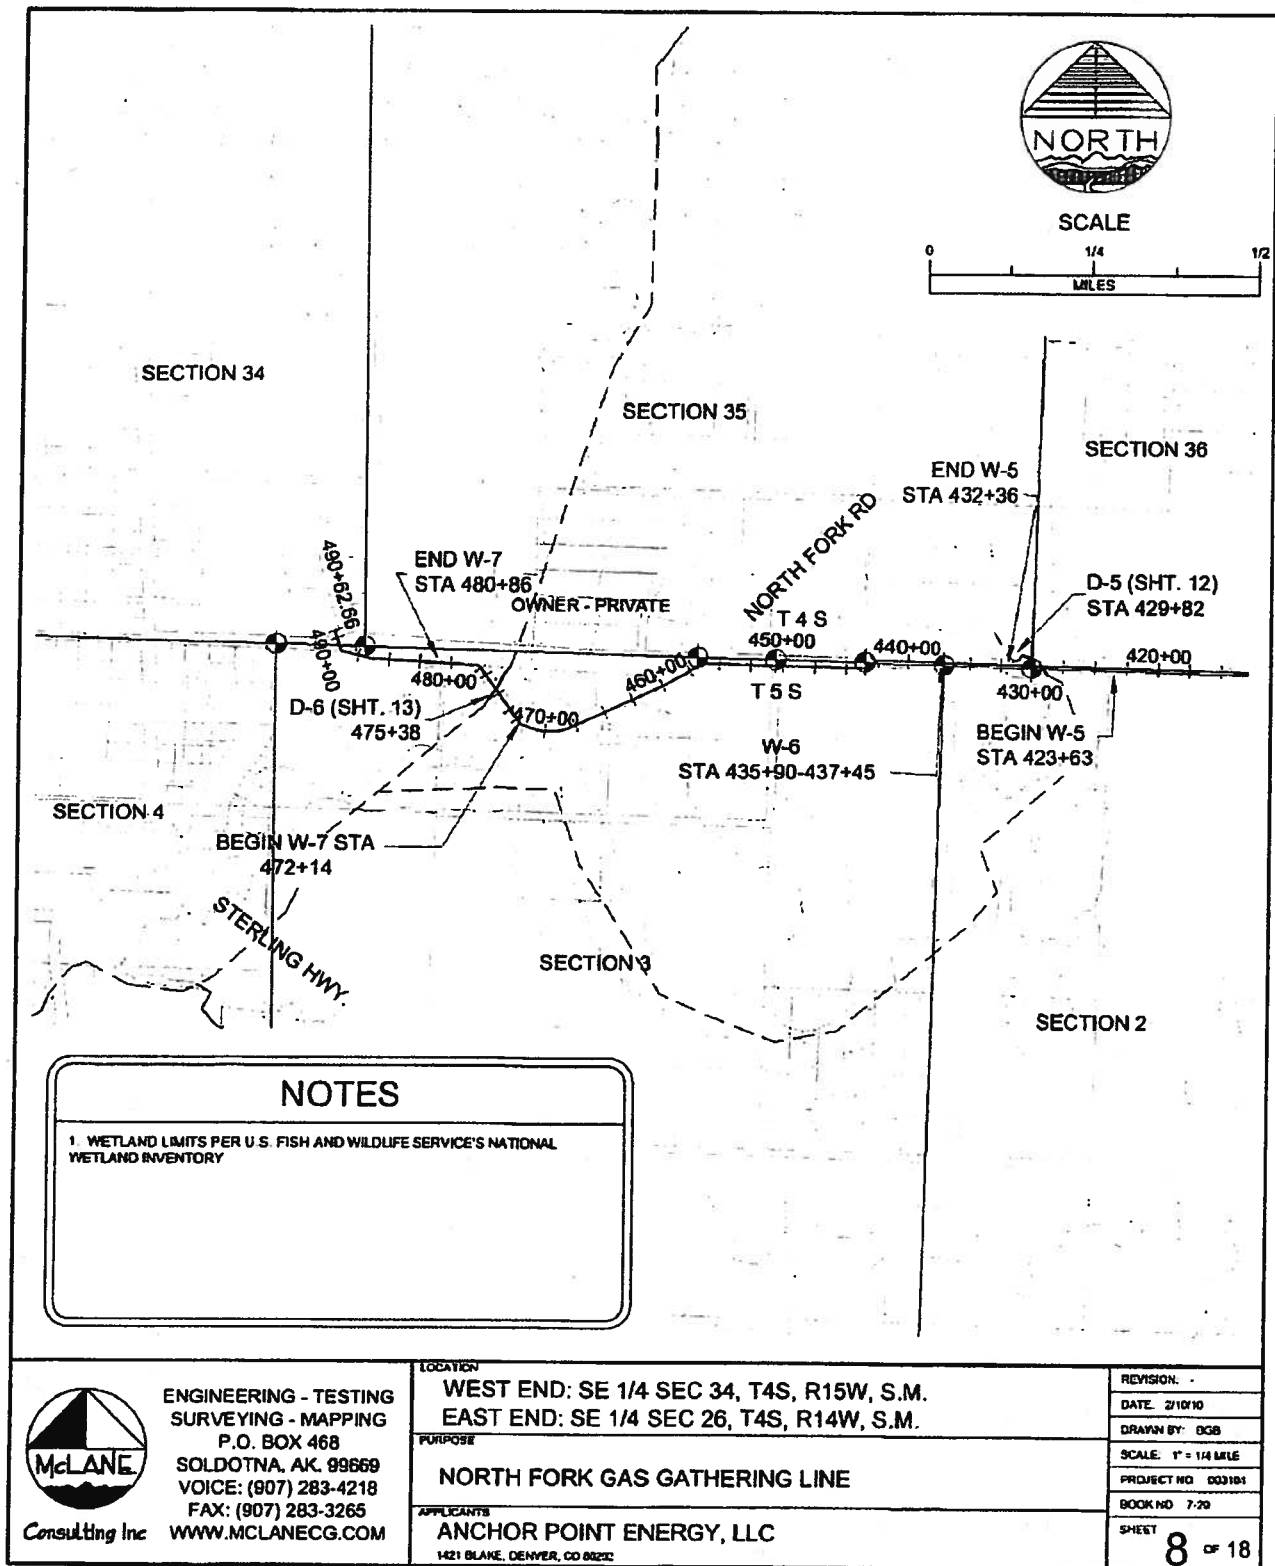 NORTH
SCALE
0 1/4 1/2
MILES
SECTION 34
SECTION 35
SECTION 36
END W-5
STA 432+36
NORTH FORK RD
490+62.66
END W-7
STA 480+86
OWNER - PRIVATE
D-5 (SHT. 12)
STA 429+82
T 4 S
450+00
440+00
420+00
490+00
480+00
460+00
T 5 S
430+00
D-6 (SHT. 13)
475+38
470+00
W-6
STA 435+90-437+45
BEGIN W-5
STA 423+63
SECTION 4
BEGIN W-7 STA
472+14
STERLING HWY.
SECTION 3
SECTION 2
NOTES
1. WETLAND LIMITS PER U.S. FISH AND WILDLIFE SERVICE'S NATIONAL
WETLAND INVENTORY
McLANE
Consulting Inc
ENGINEERING - TESTING
SURVEYING - MAPPING
P.O. BOX 468
SOLDOTNA, AK. 99669
VOICE: (907) 283-4218
FAX: (907) 283-3265
WWW.MCLANECG.COM
LOCATION
WEST END: SE 1/4 SEC 34, T4S, R15W, S.M.
EAST END: SE 1/4 SEC 26, T4S, R14W, S.M.
PURPOSE
NORTH FORK GAS GATHERING LINE
APPLICANTS
ANCHOR POINT ENERGY, LLC
1421 BLAKE, DENVER, CO
REVISION: -
DATE: 2/10/10
DRAWN BY: BGB
SCALE: 1" = 1/4 MILE
PROJECT NO
BOOK NO 7-29
SHEET
8 OF 18